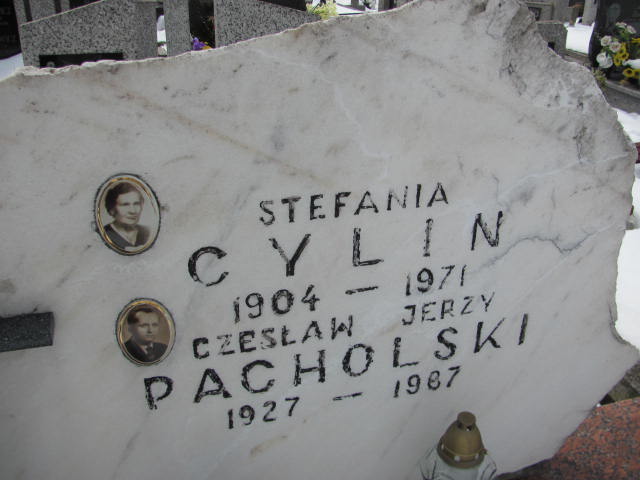 STEFANIA
CYLIN
1904 - 1971
CZESŁAW JERZY
PACHOLSKI
1927 - 1987